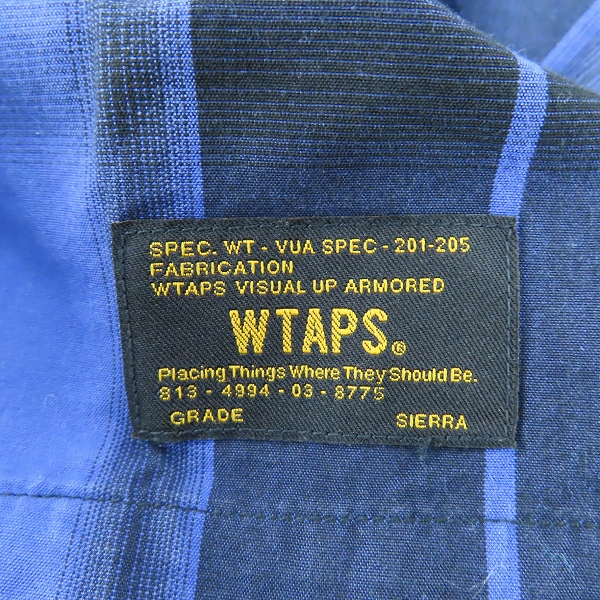 SPEC. WT - VUA SPEC - 201-205
FABRICATION
WTAPS VISUAL UP ARMORED
WTAPS®
Placing Things Where They Should Be.
813 - 4994 - 03 - 8775
GRADE SIERRA